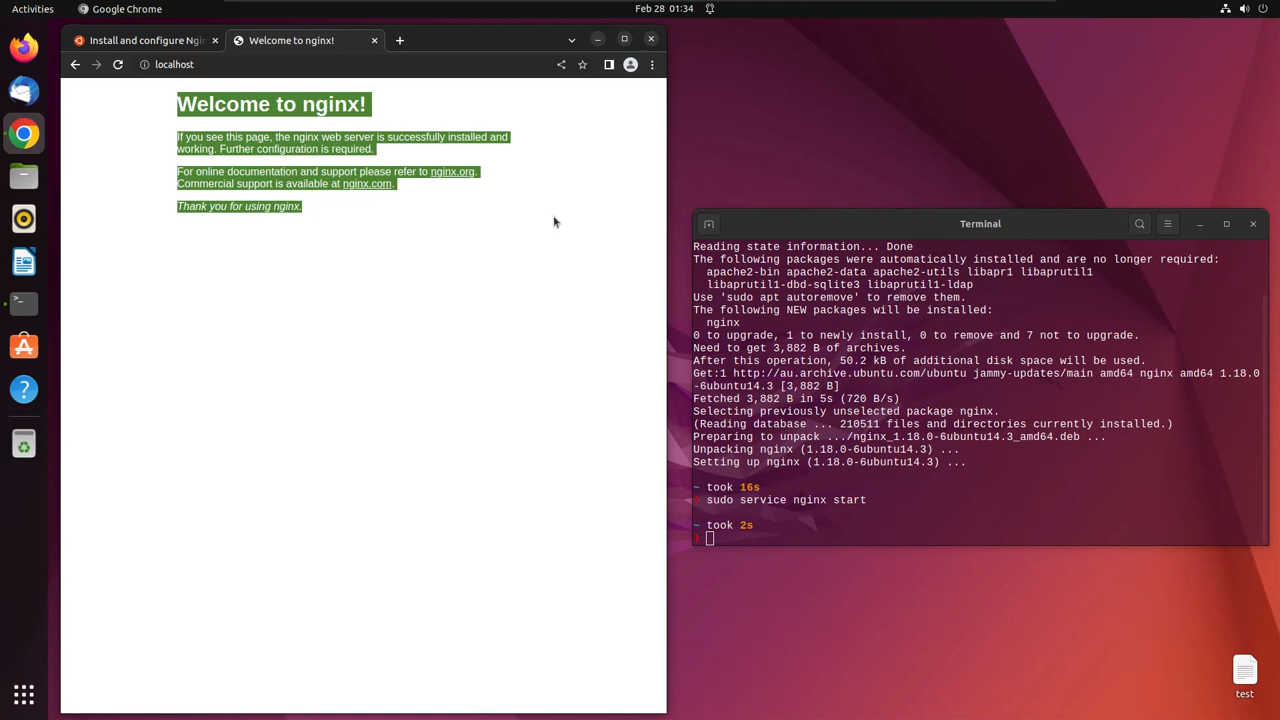 Activities
Google Chrome
Feb 28 01:34
Install and configure Ngi
Welcome to nginx!
localhost
Welcome to nginx!
If you see this page, the nginx web server is successfully installed and
working. Further configuration is required.
For online documentation and support please refer to nginx.org.
Commercial support is available at nginx.com.
Thank you for using nginx.
Terminal
Reading state information... Done
The following packages were automatically installed and are no longer required:
apache2-bin apache2-data apache2-utils libapr1 libaprutil1
libaprutil1-dbd-sqlite3 libaprutil1-ldap
Use 'sudo apt autoremove' to remove them.
The following NEW packages will be installed:
nginx
0 to upgrade, 1 to newly install, 0 to remove and 7 not to upgrade.
Need to get 3,882 B of archives.
After this operation, 50.2 kB of additional disk space will be used.
Get:1 http://au.archive.ubuntu.com/ubuntu jammy-updates/main amd64 nginx amd64 1.18.0
-6ubuntu14.3 [3,882 B]
Fetched 3,882 B in 5s (720 B/s)
Selecting previously unselected package nginx.
(Reading database ... 210511 files and directories currently installed.)
Preparing to unpack .../nginx_1.18.0-6ubuntu14.3_amd64.deb ...
Unpacking nginx (1.18.0-6ubuntu14.3) ...
Setting up nginx (1.18.0-6ubuntu14.3) ...
~ took 16s
❯ sudo service nginx start
~ took 2s
❯
test